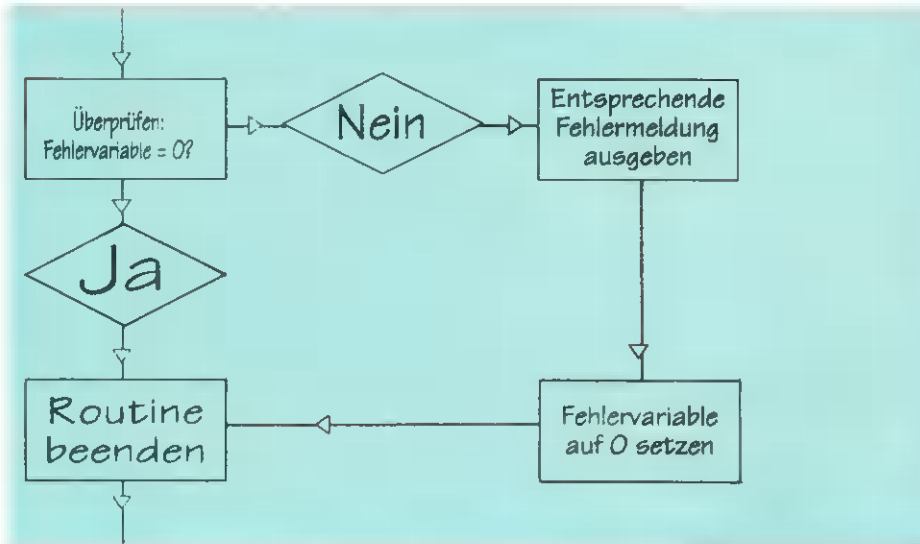 Überprüfen:
Fehlervariable = 0?
Nein
Entsprechende
Fehlermeldung
ausgeben
Ja
Routine
beenden
Fehlervariable
auf 0 setzen